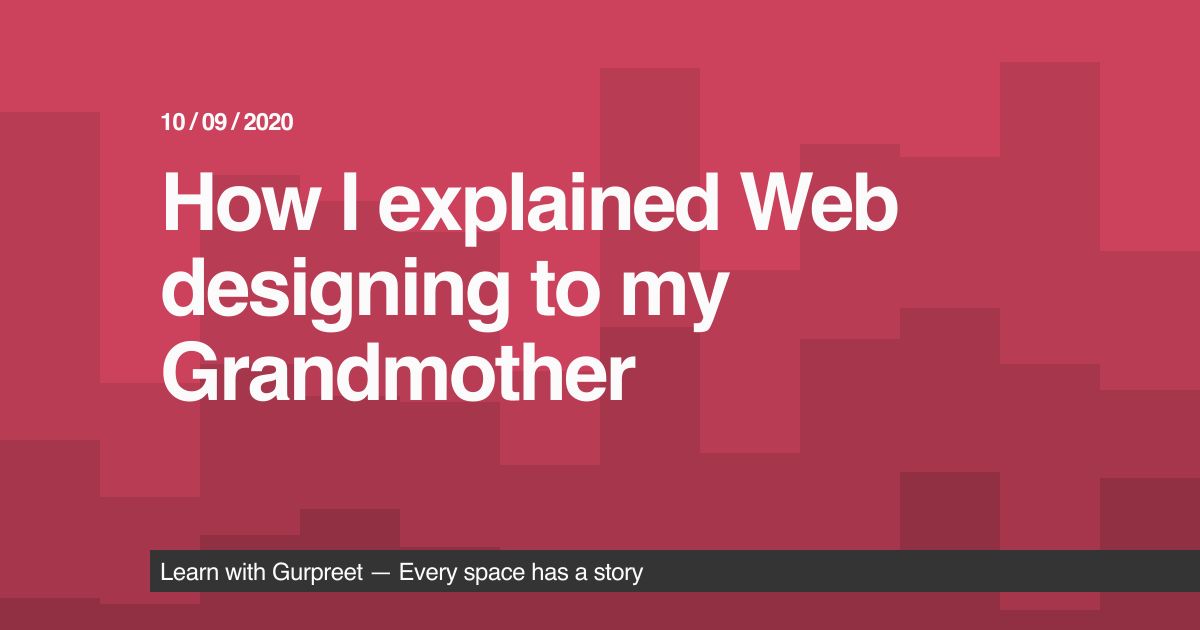 10 / 09 / 2020
How I explained Web
designing to my
Grandmother
Learn with Gurpreet — Every space has a story